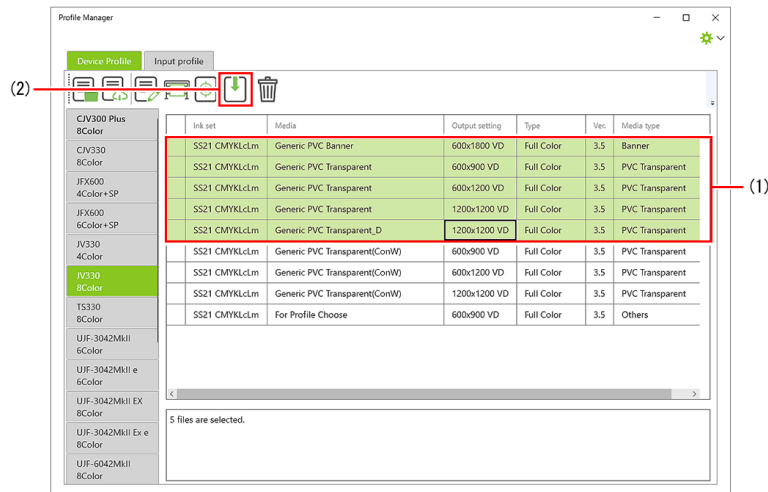 Profile Manager
Device Profile Input profile
(2)
CJV300 Plus
8Color
CJV330
8Color
JFX600
4Color+SP
JFX600
6Color+SP
JV330
4Color
JV330
8Color
TS330
8Color
UJF-3042MkII
6Color
UJF-3042MkII e
6Color
UJF-3042MkII EX
8Color
UJF-3042MkII Ex e
8Color
UJF-6042MkII
8Color
Ink set Media Output setting Type Ver. Media type
SS21 CMYKLcLm Generic PVC Banner 600x1800 VD Full Color 3.5 Banner
SS21 CMYKLcLm Generic PVC Transparent 600x900 VD Full Color 3.5 PVC Transparent
SS21 CMYKLcLm Generic PVC Transparent 600x1200 VD Full Color 3.5 PVC Transparent
SS21 CMYKLcLm Generic PVC Transparent 1200x1200 VD Full Color 3.5 PVC Transparent
SS21 CMYKLcLm Generic PVC Transparent_D 1200x1200 VD Full Color 3.5 PVC Transparent
SS21 CMYKLcLm Generic PVC Transparent(ConW) 600x900 VD Full Color 3.5 PVC Transparent
SS21 CMYKLcLm Generic PVC Transparent(ConW) 600x1200 VD Full Color 3.5 PVC Transparent
SS21 CMYKLcLm Generic PVC Transparent(ConW) 1200x1200 VD Full Color 3.5 PVC Transparent
SS21 CMYKLcLm For Profile Choose 600x900 VD Full Color 3.5 Others
(1)
5 files are selected.